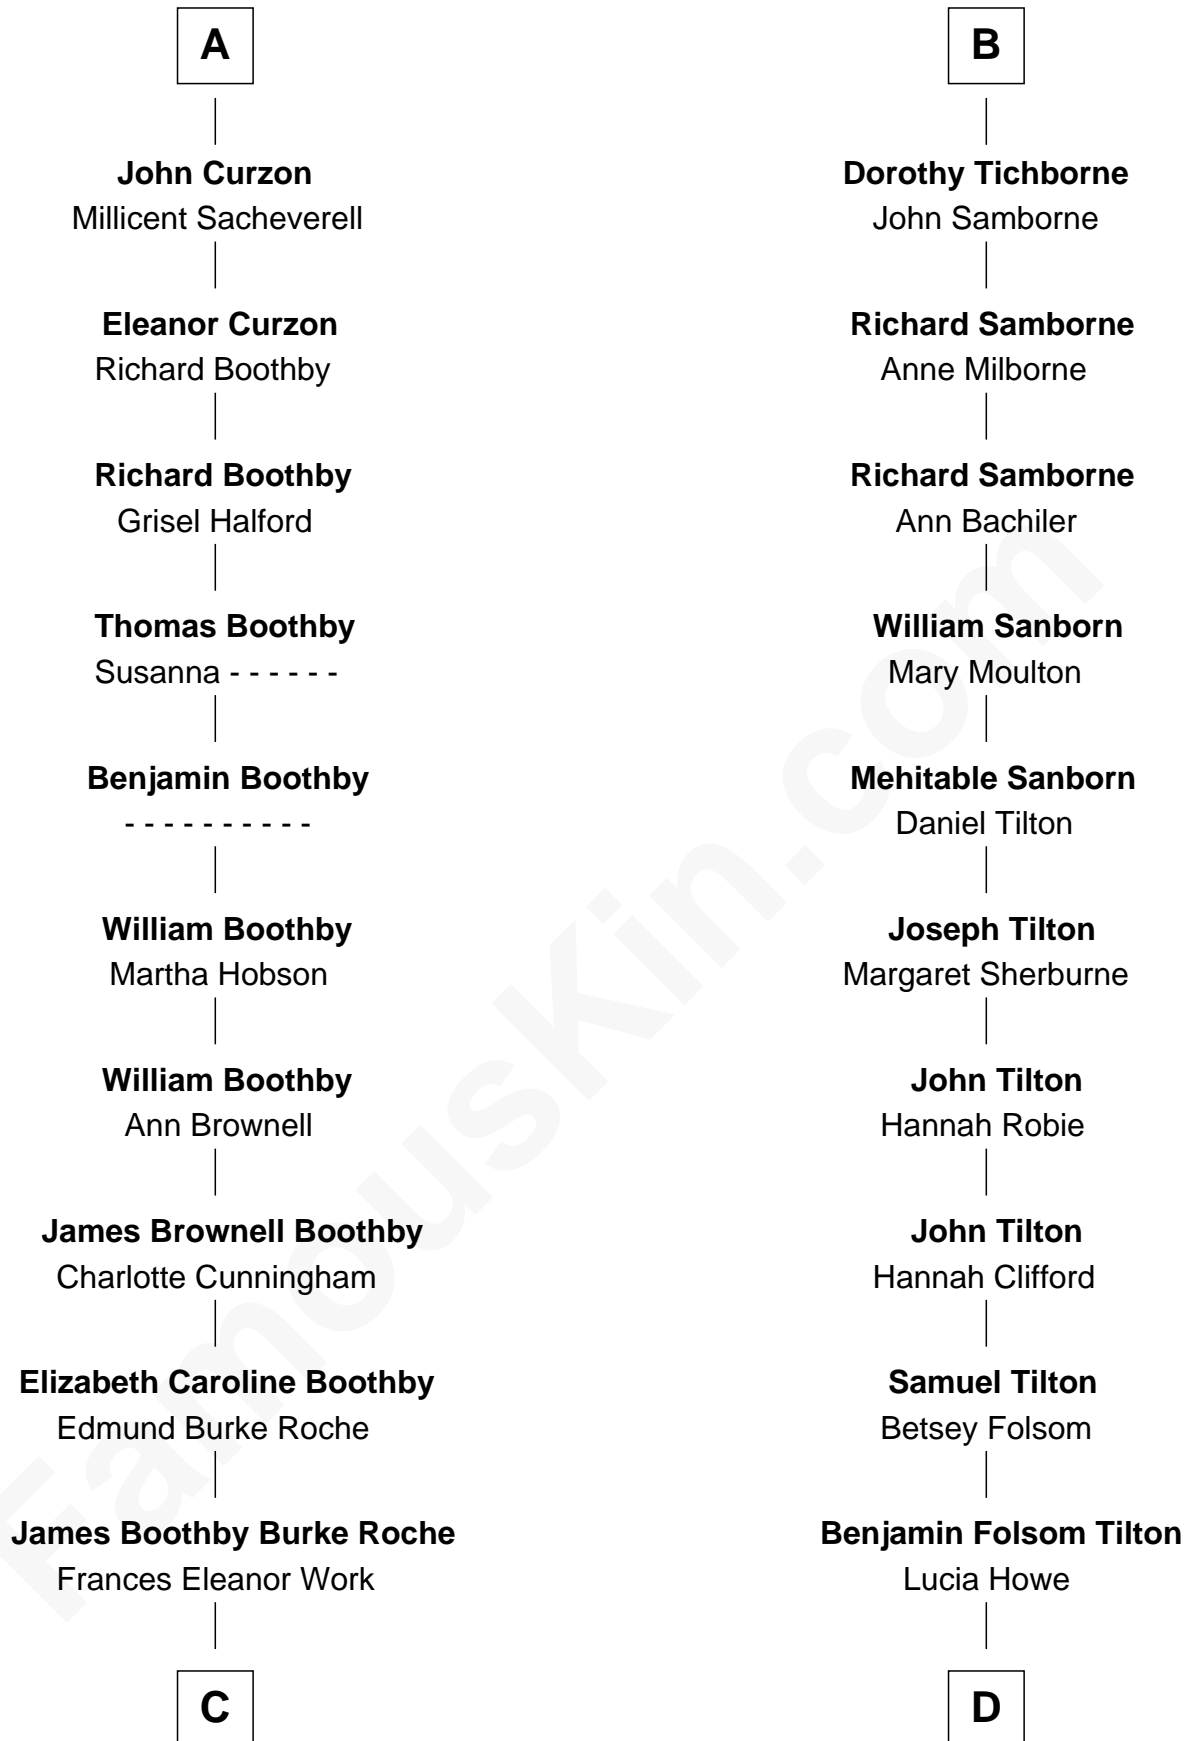 A
John Curzon
Millicent Sacheverell
Eleanor Curzon
Richard Boothby
Richard Boothby
Grisel Halford
Thomas Boothby
Susanna - - - - - -
Benjamin Boothby
- - - - - - - - - -
William Boothby
Martha Hobson
William Boothby
Ann Brownell
James Brownell Boothby
Charlotte Cunningham
Elizabeth Caroline Boothby
Edmund Burke Roche
James Boothby Burke Roche
Frances Eleanor Work
C
B
Dorothy Tichborne
John Samborne
Richard Samborne
Anne Milborne
Richard Samborne
Ann Bachiler
William Sanborn
Mary Moulton
Mehitable Sanborn
Daniel Tilton
Joseph Tilton
Margaret Sherburne
John Tilton
Hannah Robie
John Tilton
Hannah Clifford
Samuel Tilton
Betsey Folsom
Benjamin Folsom Tilton
Lucia Howe
D
FamousKin.com